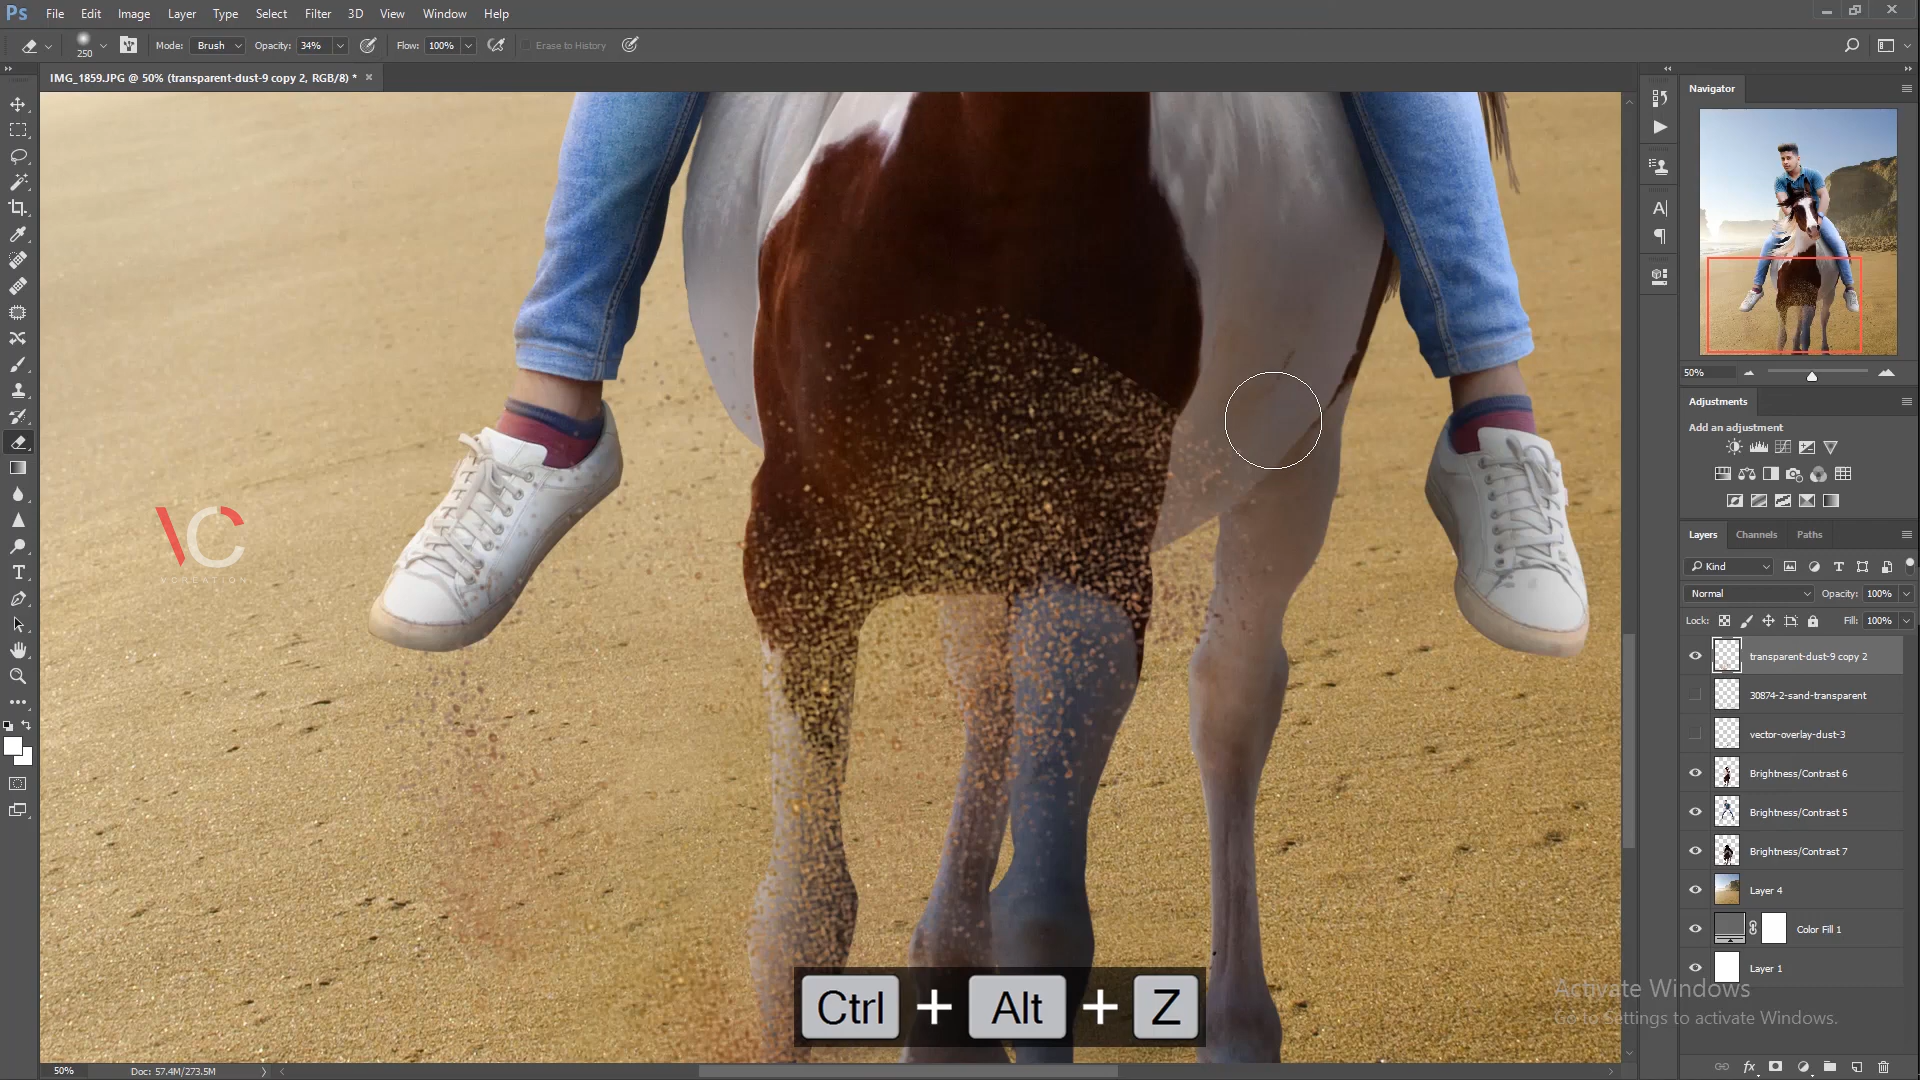 Ps File Edit Image Layer Type Select Filter 3D View Window Help
250 Mode: Brush Opacity: 34% Flow: 100% Erase to History
IMG_1859.JPG @ 50% (transparent-dust-9 copy 2, RGB/8) * ×
Navigator
50%
Adjustments
Add an adjustment
Layers Channels Paths
Kind
Normal Opacity: 100%
Lock: Fill: 100%
transparent-dust-9 copy 2
30874-2-sand-transparent
vector-overlay-dust-3
Brightness/Contrast 6
Brightness/Contrast 5
Brightness/Contrast 7
Layer 4
Color Fill 1
Layer 1
VC
VCREATION
Ctrl + Alt + Z
Activate Windows
Go to Settings to activate Windows.
50% Doc: 57.4M/273.5M